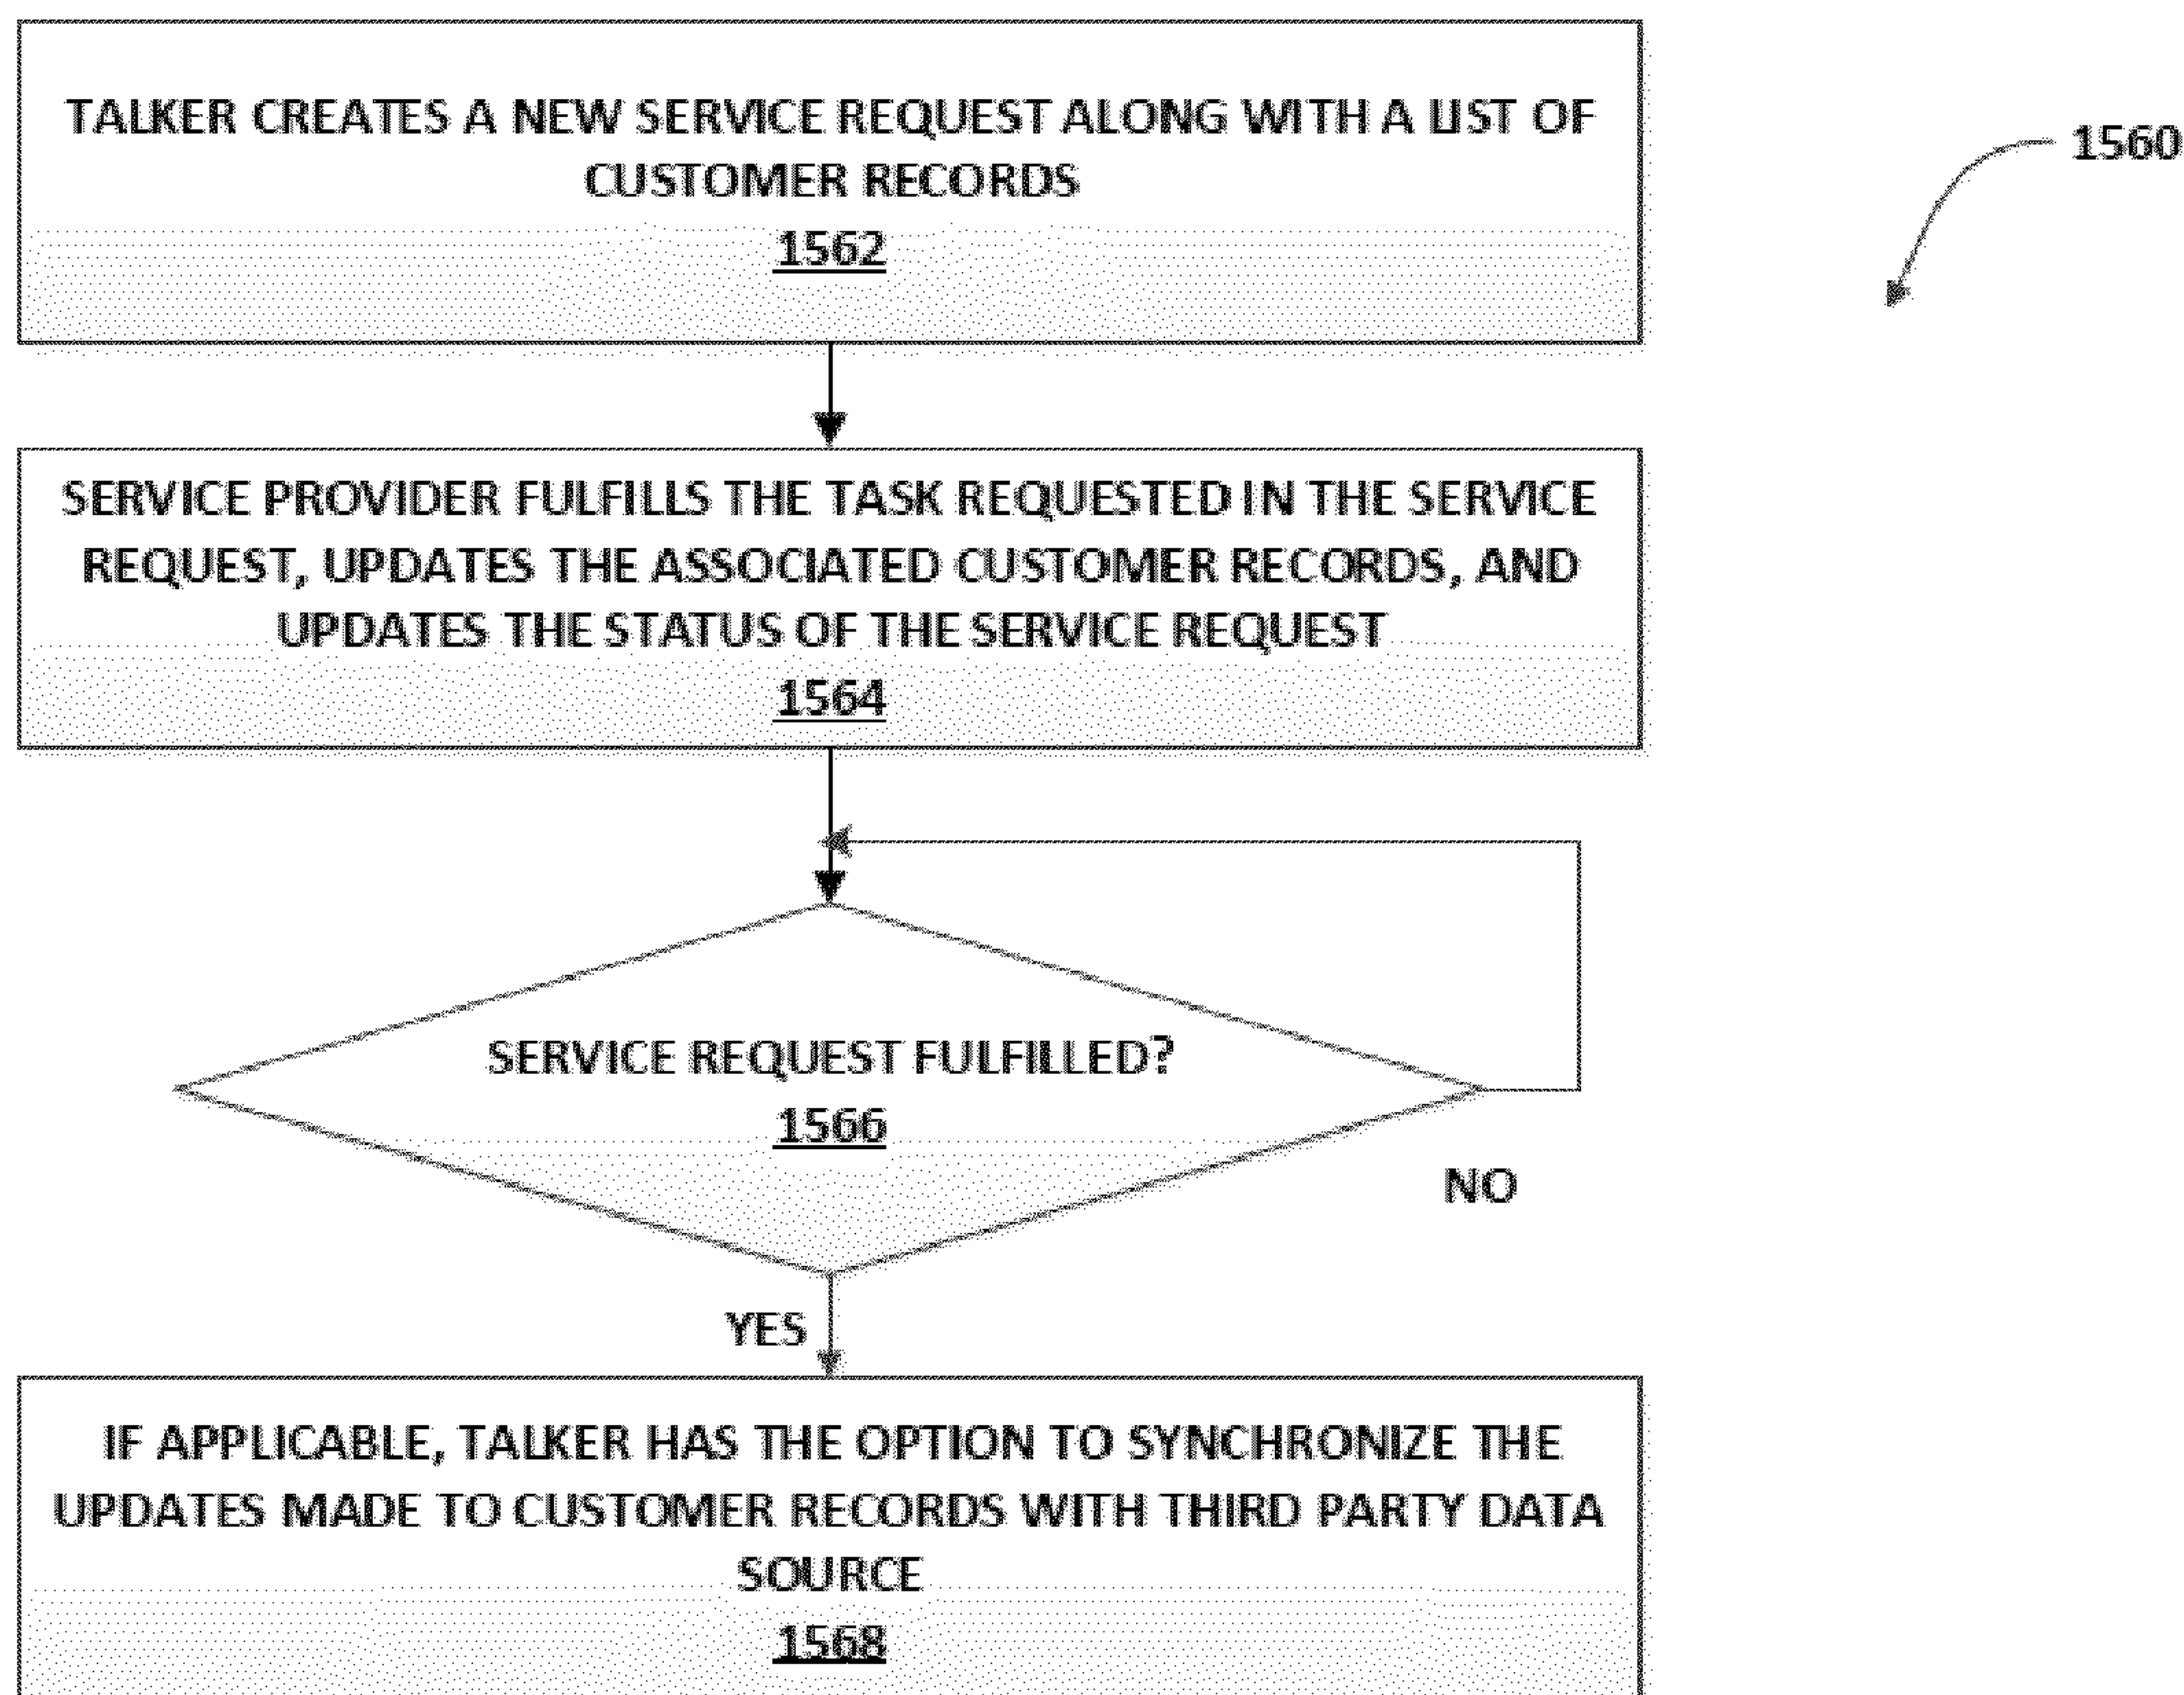 TALKER CREATES A NEW SERVICE REQUEST ALONG WITH A LIST OF
CUSTOMER RECORDS
1562
1560
SERVICE PROVIDER FULFILLS THE TASK REQUESTED IN THE SERVICE
REQUEST, UPDATES THE ASSOCIATED CUSTOMER RECORDS, AND
UPDATES THE STATUS OF THE SERVICE REQUEST
1564
SERVICE REQUEST FULFILLED?
1566
NO
YES
IF APPLICABLE, TALKER HAS THE OPTION TO SYNCHRONIZE THE
UPDATES MADE TO CUSTOMER RECORDS WITH THIRD PARTY DATA
SOURCE
1568